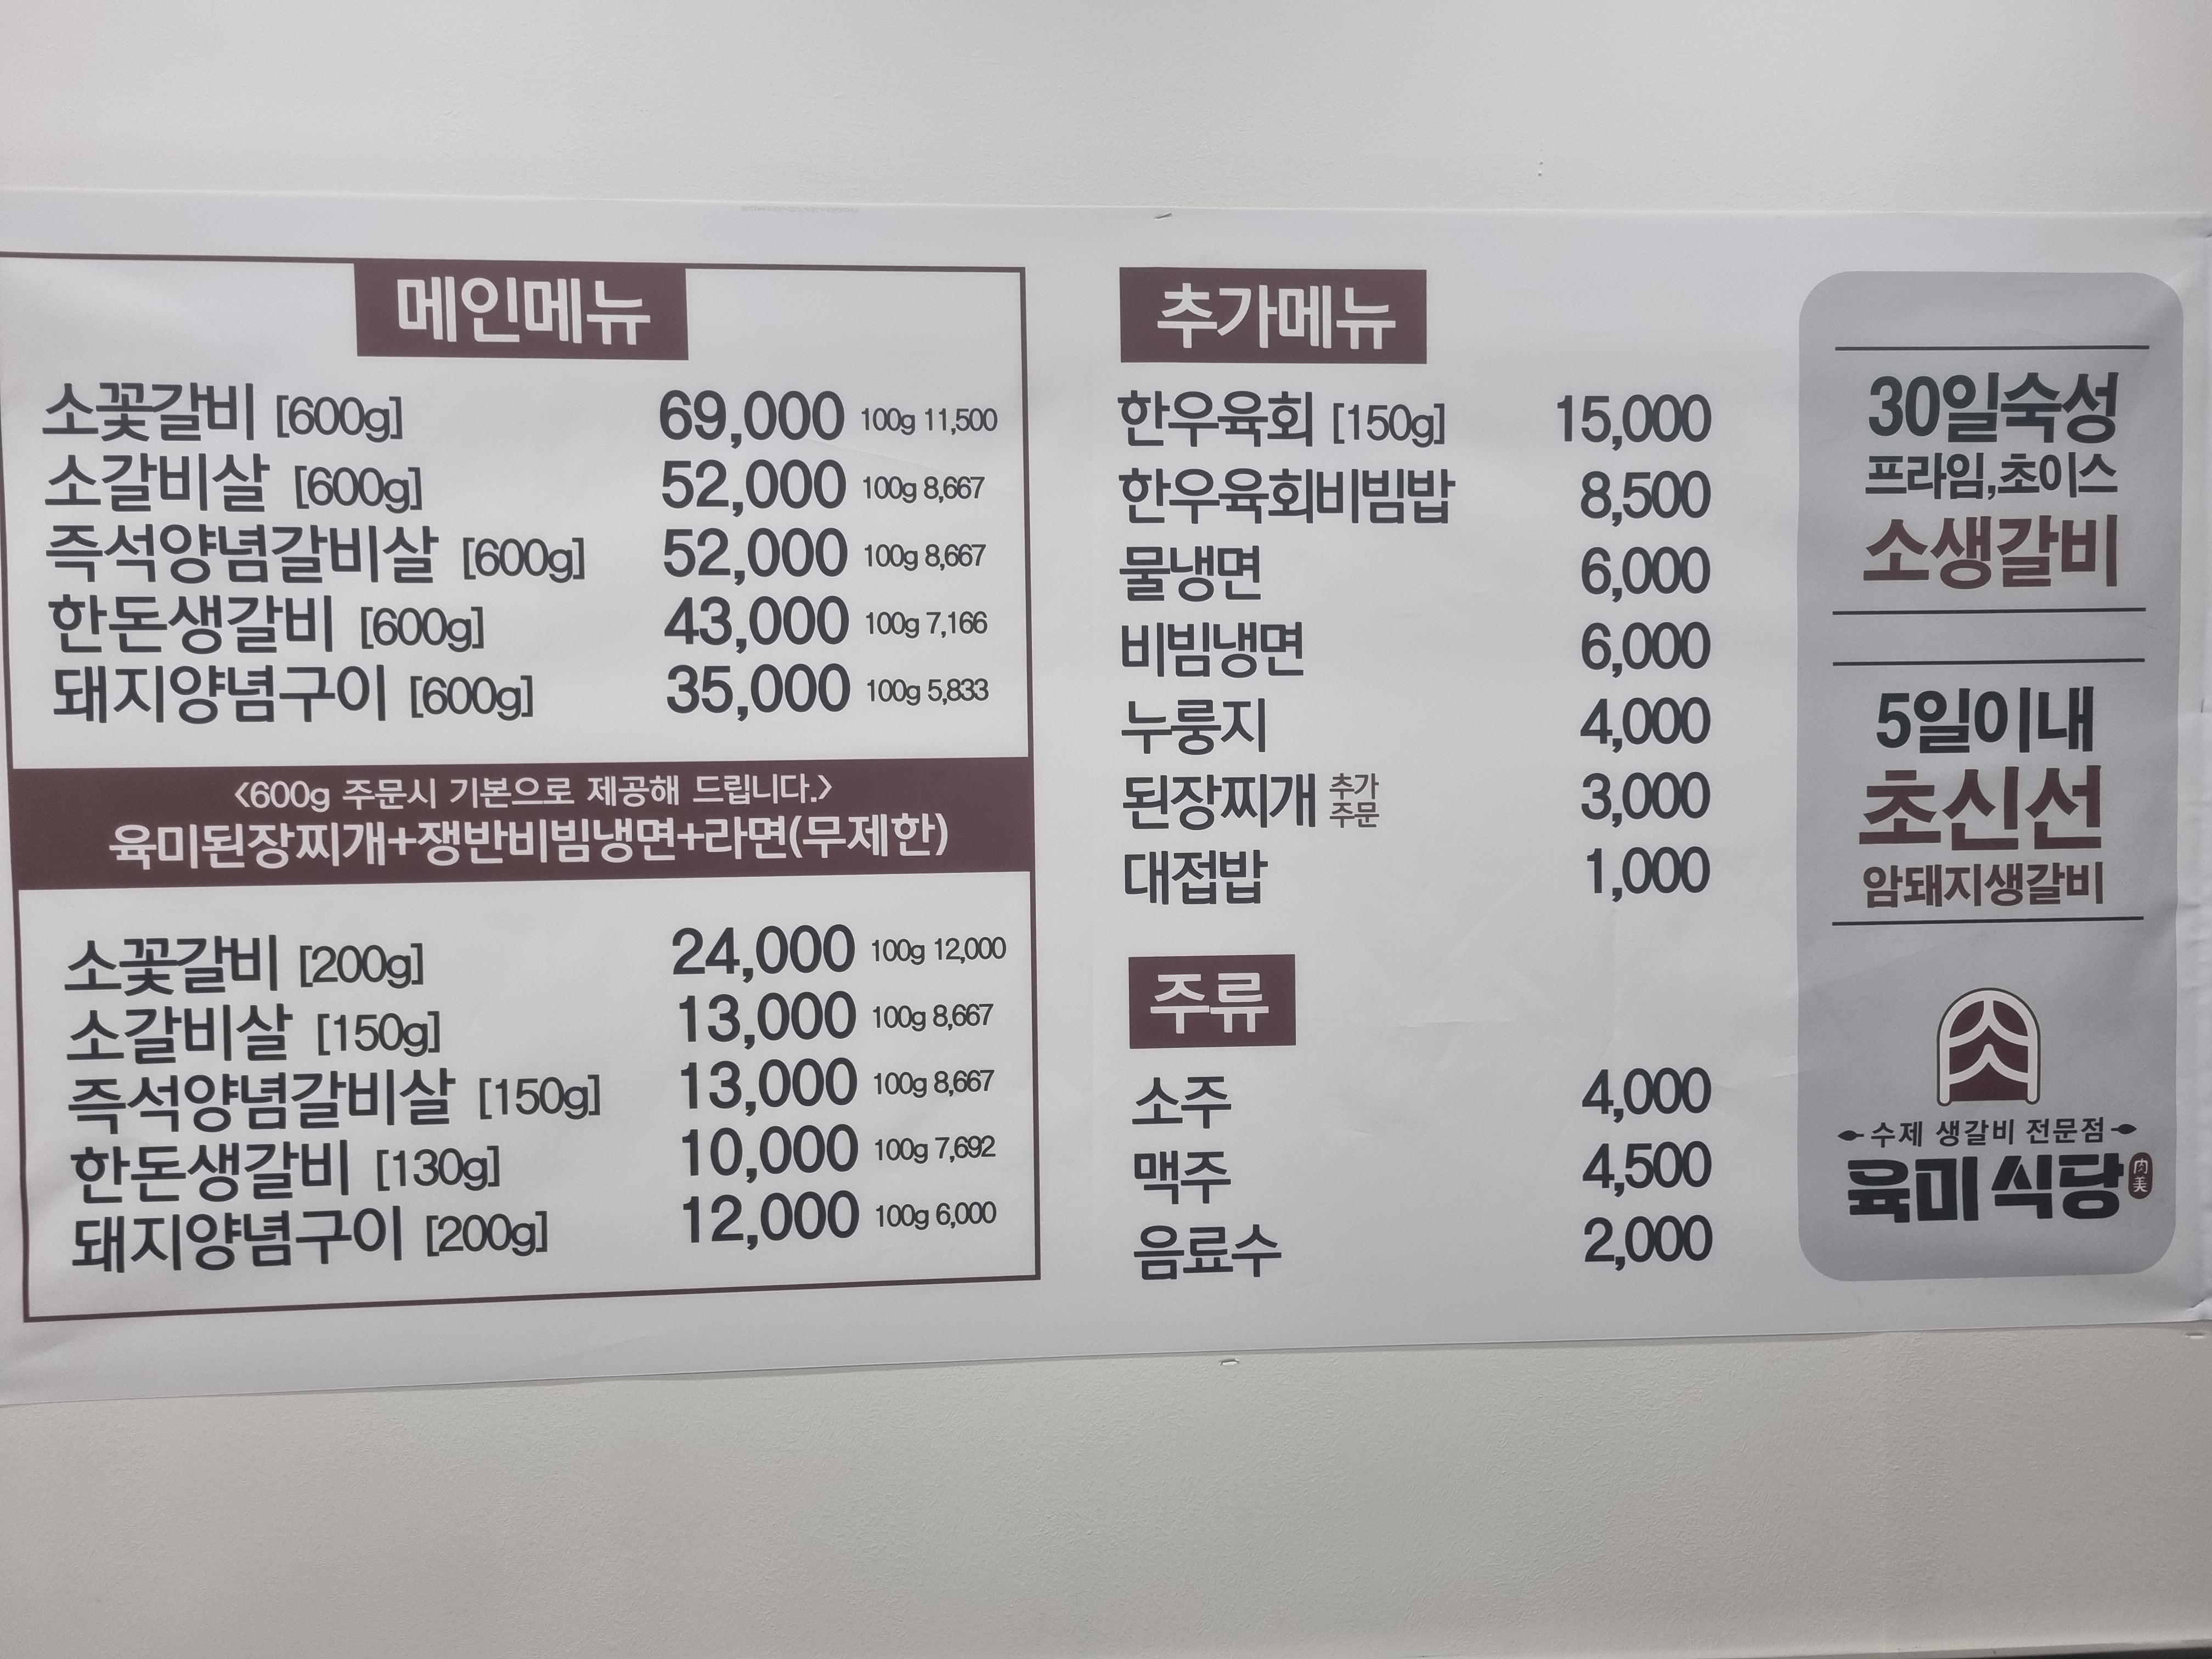 메인메뉴
소꽃갈비 [600g] 69,000 100g 11,500
소갈비살 [600g] 52,000 100g 8,667
즉석양념갈비살 [600g] 52,000 100g 8,667
한돈생갈비 [600g] 43,000 100g 7,166
돼지양념구이 [600g] 35,000 100g 5,833
<600g 주문시 기본으로 제공해 드립니다.>
육미된장찌개+쟁반비빔냉면+라면(무제한)
소꽃갈비 [200g] 24,000 100g 12,000
소갈비살 [150g] 13,000 100g 8,667
즉석양념갈비살 [150g] 13,000 100g 8,667
한돈생갈비 [130g] 10,000 100g 7,692
돼지양념구이 [200g] 12,000 100g 6,000
추가메뉴
한우육회 [150g] 15,000
한우육회비빔밥 8,500
물냉면 6,000
비빔냉면 6,000
누룽지 4,000
된장찌개 추가 주문 3,000
대접밥 1,000
주류
소주 4,000
맥주 4,500
음료수 2,000
30일숙성
프라임,초이스
소생갈비
5일이내
초신선
암돼지생갈비
수제 생갈비 전문점
육미식당 肉美